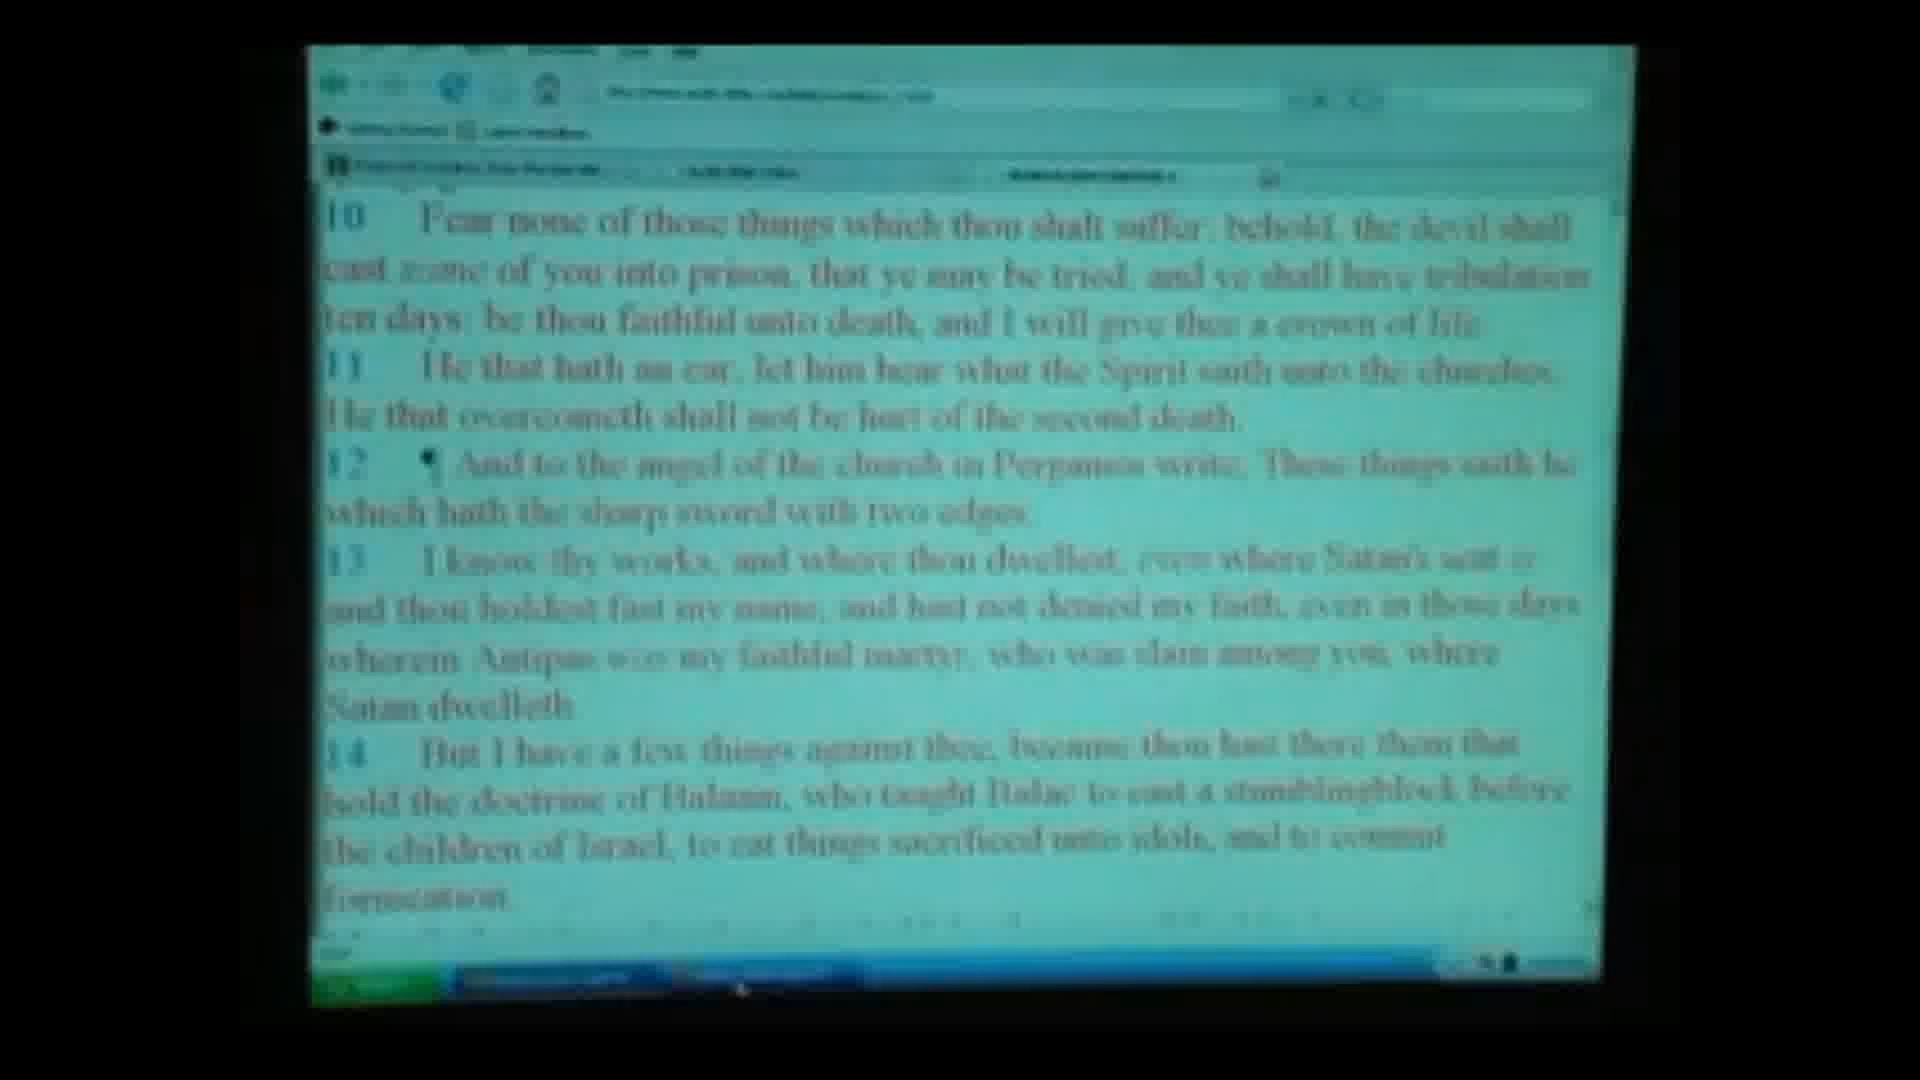 10 Fear none of those things which thou shalt suffer: behold, the devil shall
cast some of you into prison, that ye may be tried; and ye shall have tribulation
ten days: be thou faithful unto death, and I will give thee a crown of life.
11 He that hath an ear, let him hear what the Spirit saith unto the churches;
He that overcometh shall not be hurt of the second death.
12 ¶ And to the angel of the church in Pergamos write; These things saith he
which hath the sharp sword with two edges;
13 I know thy works, and where thou dwellest, even where Satan's seat is:
and thou holdest fast my name, and hast not denied my faith, even in those days
wherein Antipas was my faithful martyr, who was slain among you, where
Satan dwelleth.
14 But I have a few things against thee, because thou hast there them that
hold the doctrine of Balaam, who taught Balac to cast a stumblingblock before
the children of Israel, to eat things sacrificed unto idols, and to commit
fornication.